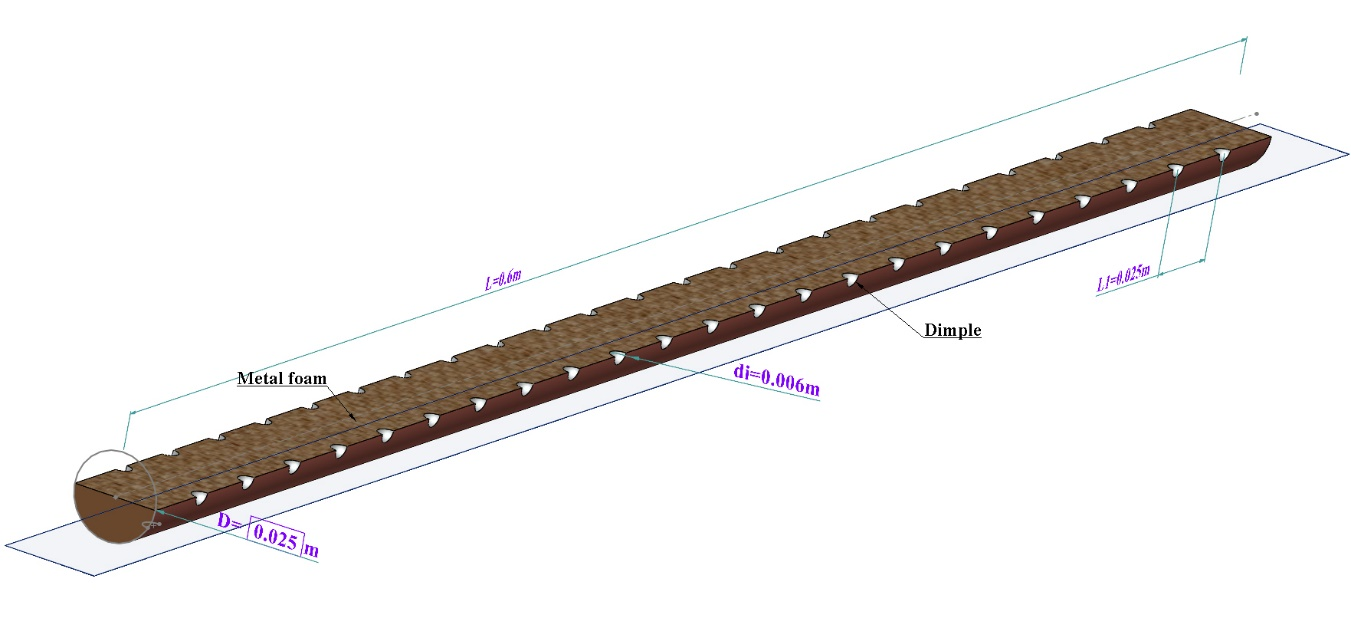 L=0.6m
L1=0.025m
Dimple
Metal foam
di=0.006m
D= 0.025 m